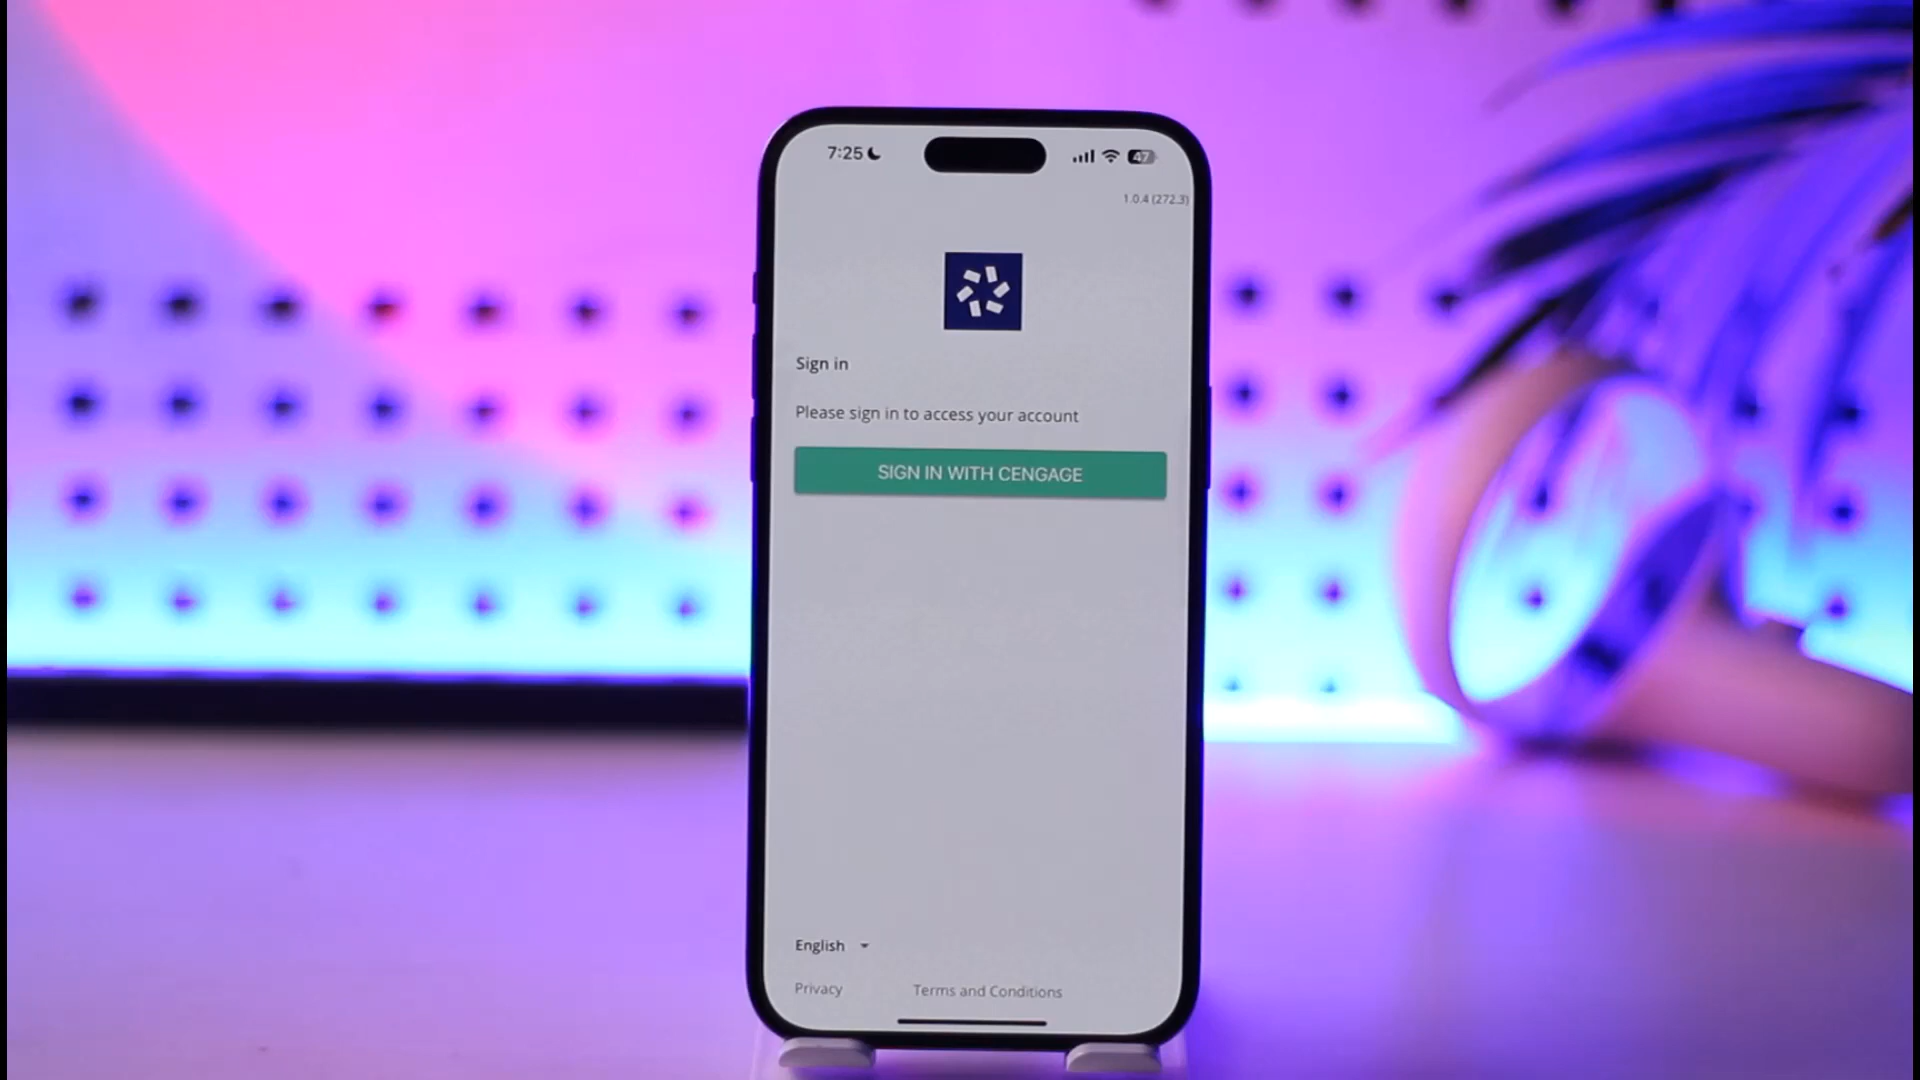 7:25
47
1.0.4 (272.3)
Sign in
Please sign in to access your account
SIGN IN WITH CENGAGE
English
Privacy
Terms and Conditions